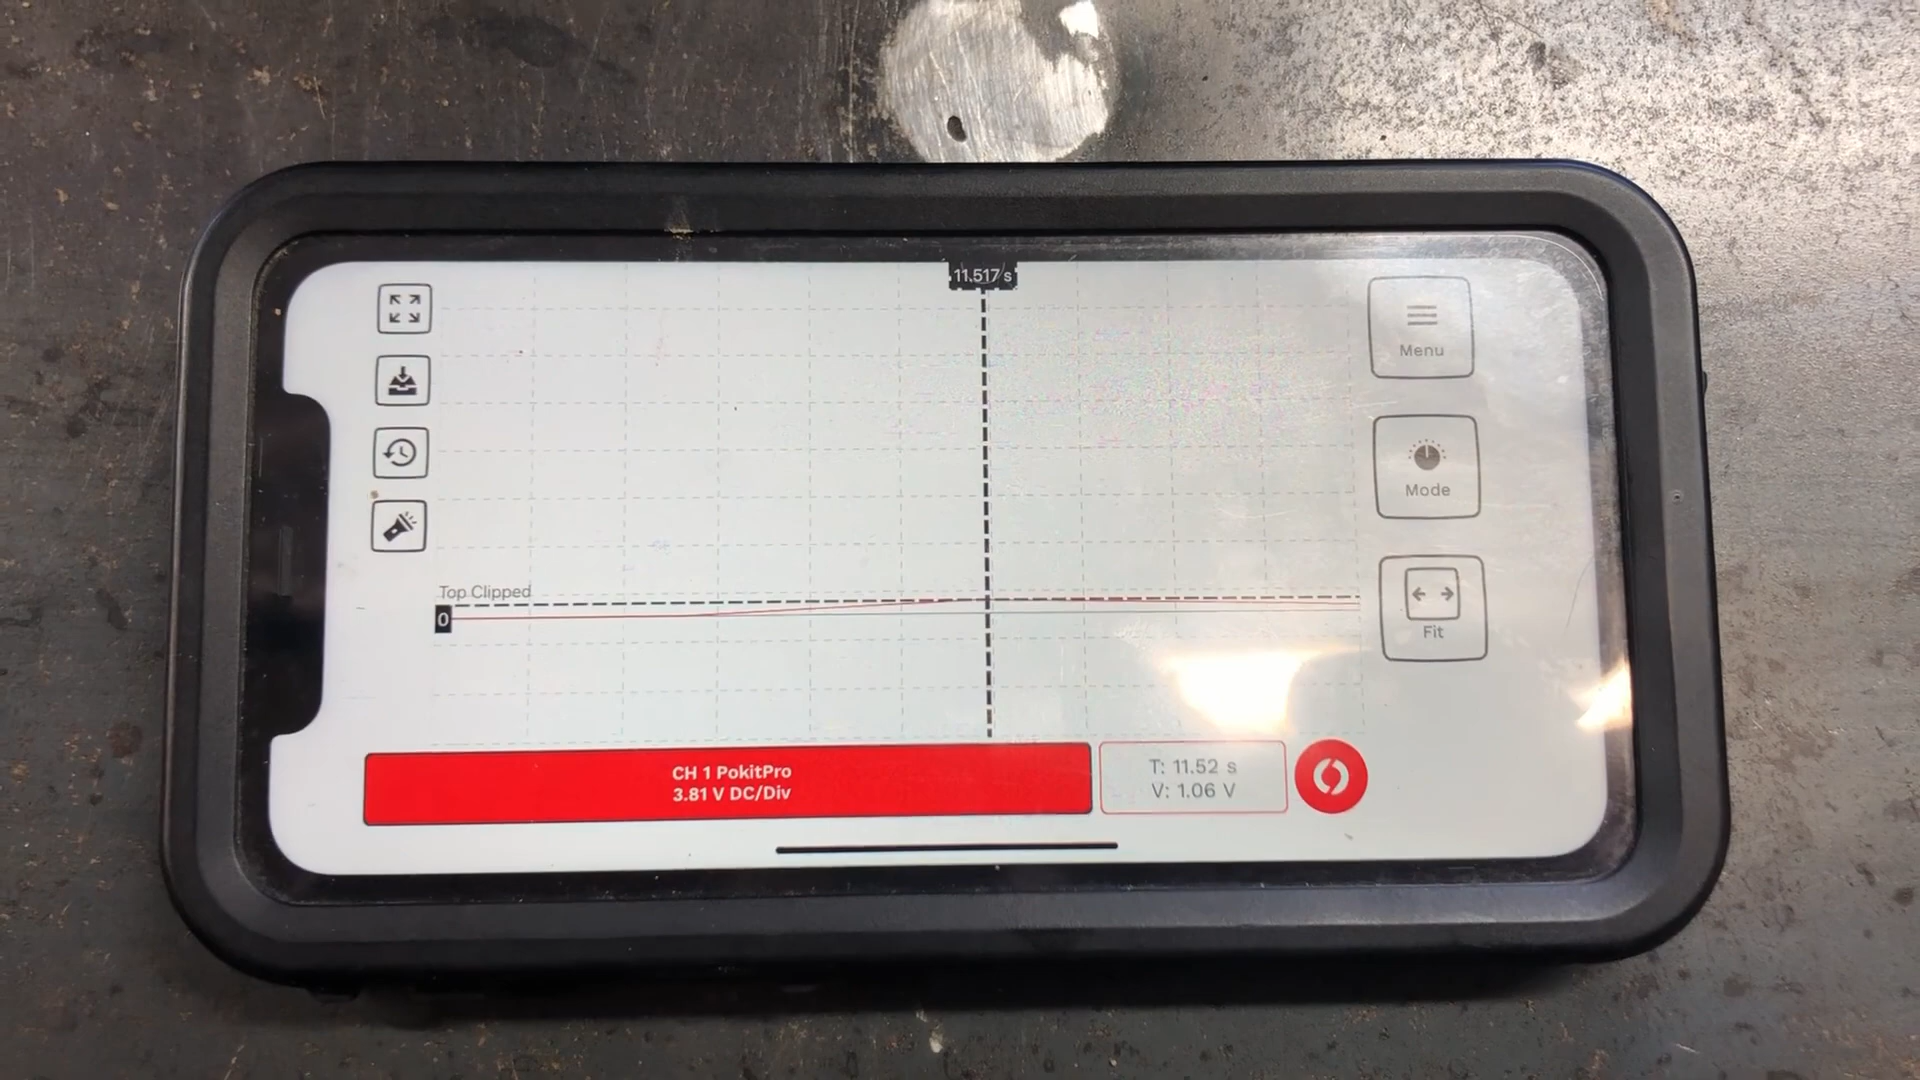 11.517 s
Menu
Mode
Top Clipped
0
Fit
CH 1 PokitPro
3.81 V DC/Div
T: 11.52 s
V: 1.06 V